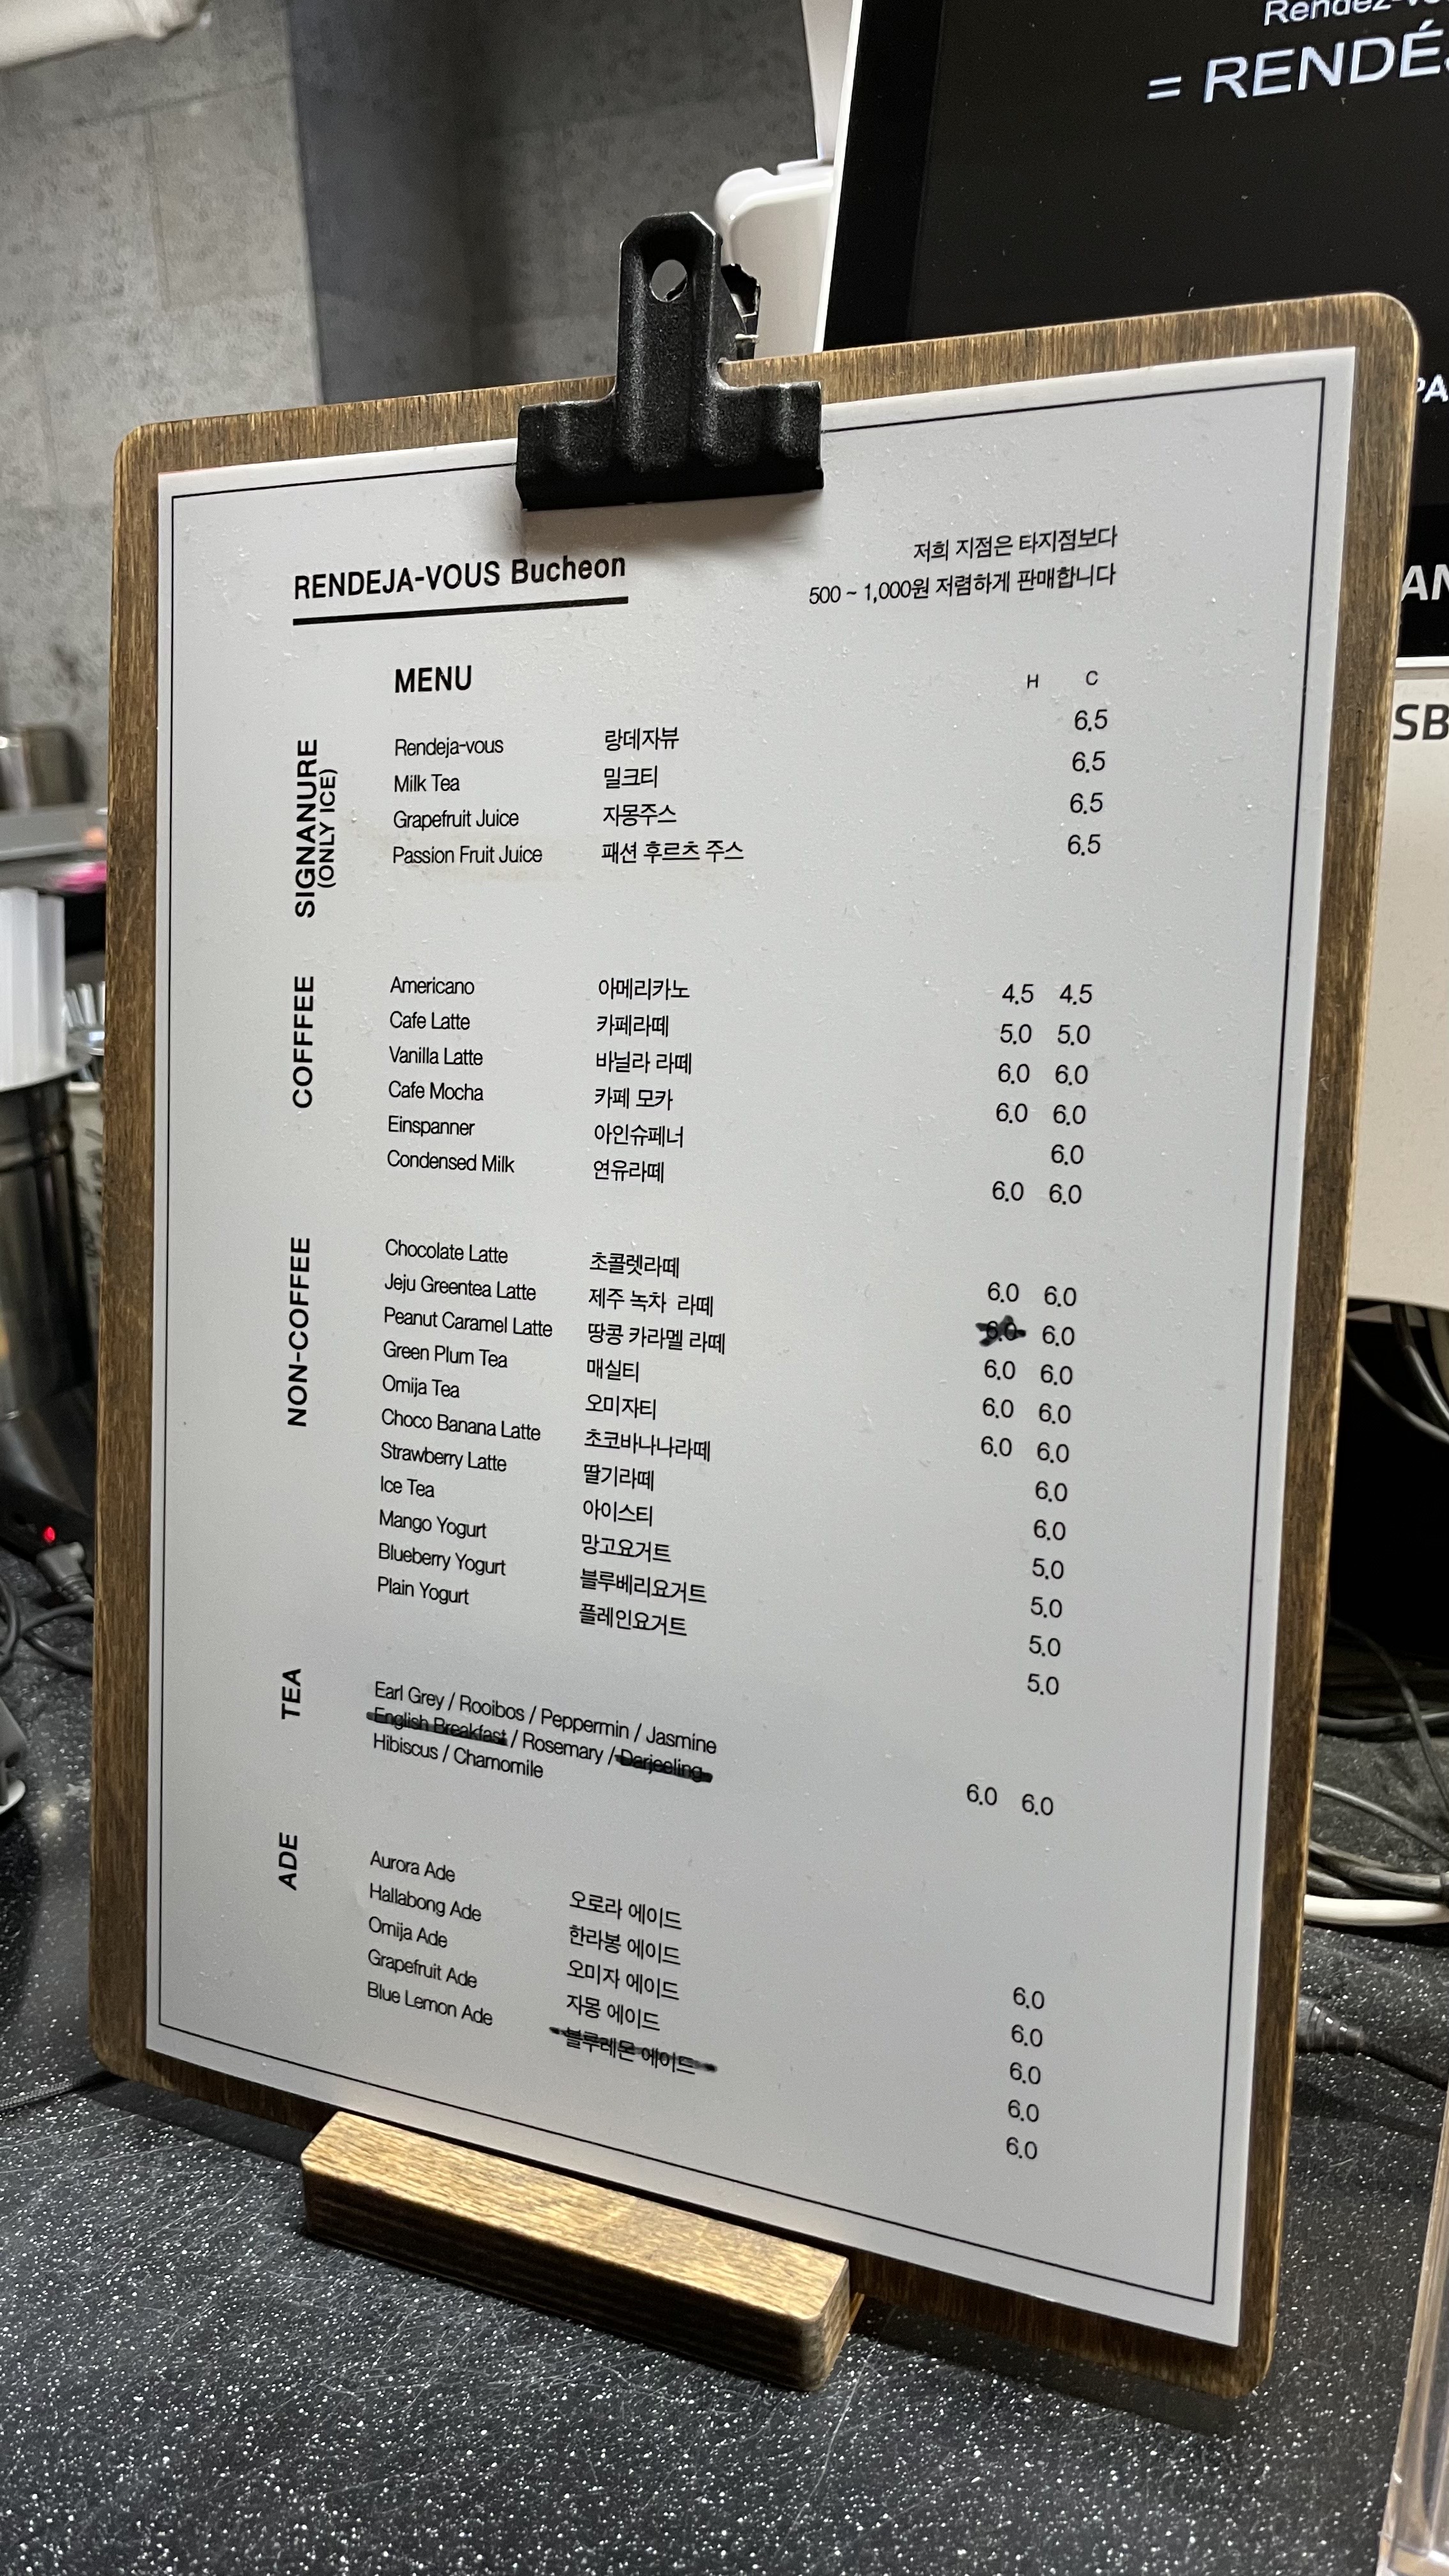 = RENDÉ
RENDEJA-VOUS Bucheon
저희 지점은 타지점보다
500 ~ 1,000원 저렴하게 판매합니다
MENU
H C
SIGNANURE
(ONLY ICE)
Rendeja-vous 랑데자뷰 6.5
Milk Tea 밀크티 6.5
Grapefruit Juice 자몽주스 6.5
Passion Fruit Juice 패션 후르츠 주스 6.5
COFFFEE
Americano 아메리카노 4.5 4.5
Cafe Latte 카페라떼 5.0 5.0
Vanilla Latte 바닐라 라떼 6.0 6.0
Cafe Mocha 카페 모카 6.0 6.0
Einspanner 아인슈페너 6.0
Condensed Milk 연유라떼 6.0 6.0
NON-COFFEE
Chocolate Latte 초콜렛라떼 6.0 6.0
Jeju Greentea Latte 제주 녹차 라떼 6.0 6.0
Peanut Caramel Latte 땅콩 카라멜 라떼 6.0 6.0
Green Plum Tea 매실티 6.0 6.0
Omija Tea 오미자티 6.0 6.0
Choco Banana Latte 초코바나나라떼 6.0
Strawberry Latte 딸기라떼 6.0
Ice Tea 아이스티 5.0
Mango Yogurt 망고요거트 5.0
Blueberry Yogurt 블루베리요거트 5.0
Plain Yogurt 플레인요거트 5.0
TEA
Earl Grey / Rooibos / Peppermin / Jasmine
English Breakfast / Rosemary / Darjeeling
Hibiscus / Chamomile
6.0 6.0
ADE
Aurora Ade 오로라 에이드 6.0
Hallabong Ade 한라봉 에이드 6.0
Omija Ade 오미자 에이드 6.0
Grapefruit Ade 자몽 에이드 6.0
Blue Lemon Ade 블루레몬 에이드 6.0
SB